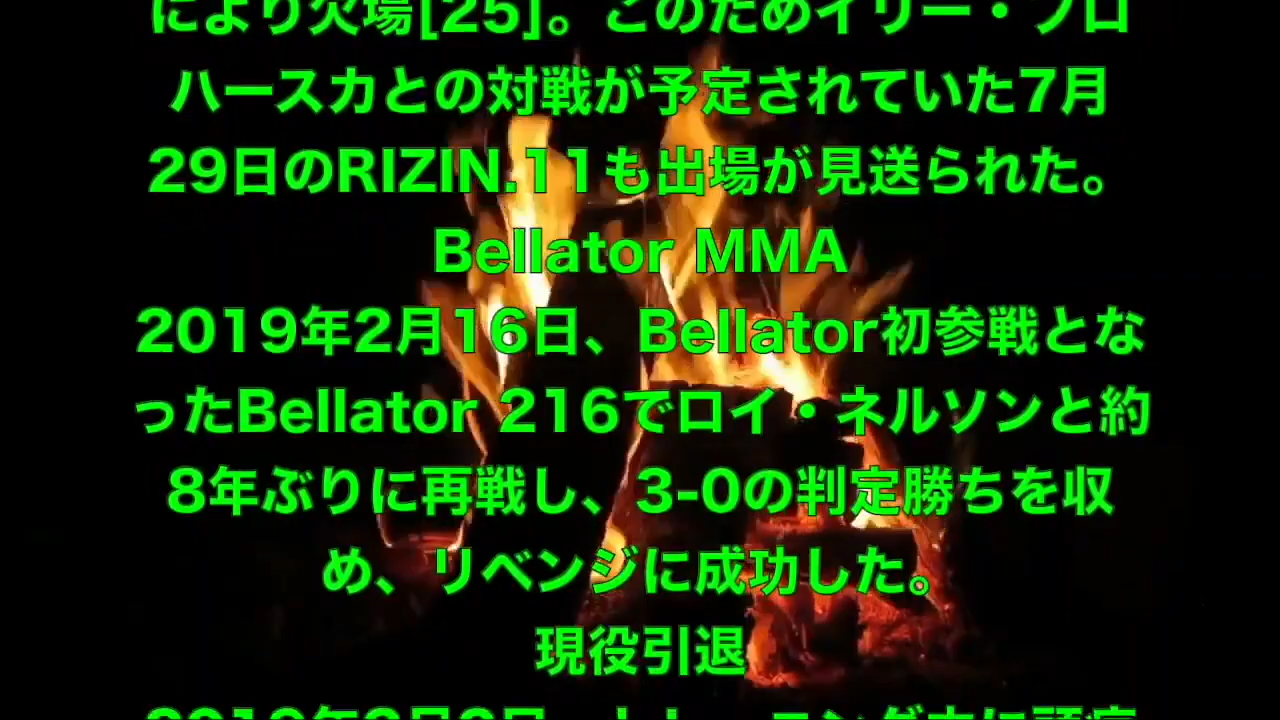 により欠場[25]。このためイリー・プロ
ハースカとの対戦が予定されていた7月
29日のRIZIN.11も出場が見送られた。
Bellator MMA
2019年2月16日、Bellator初参戦とな
ったBellator 216でロイ・ネルソンと約
8年ぶりに再戦し、3-0の判定勝ちを収
め、リベンジに成功した。
現役引退